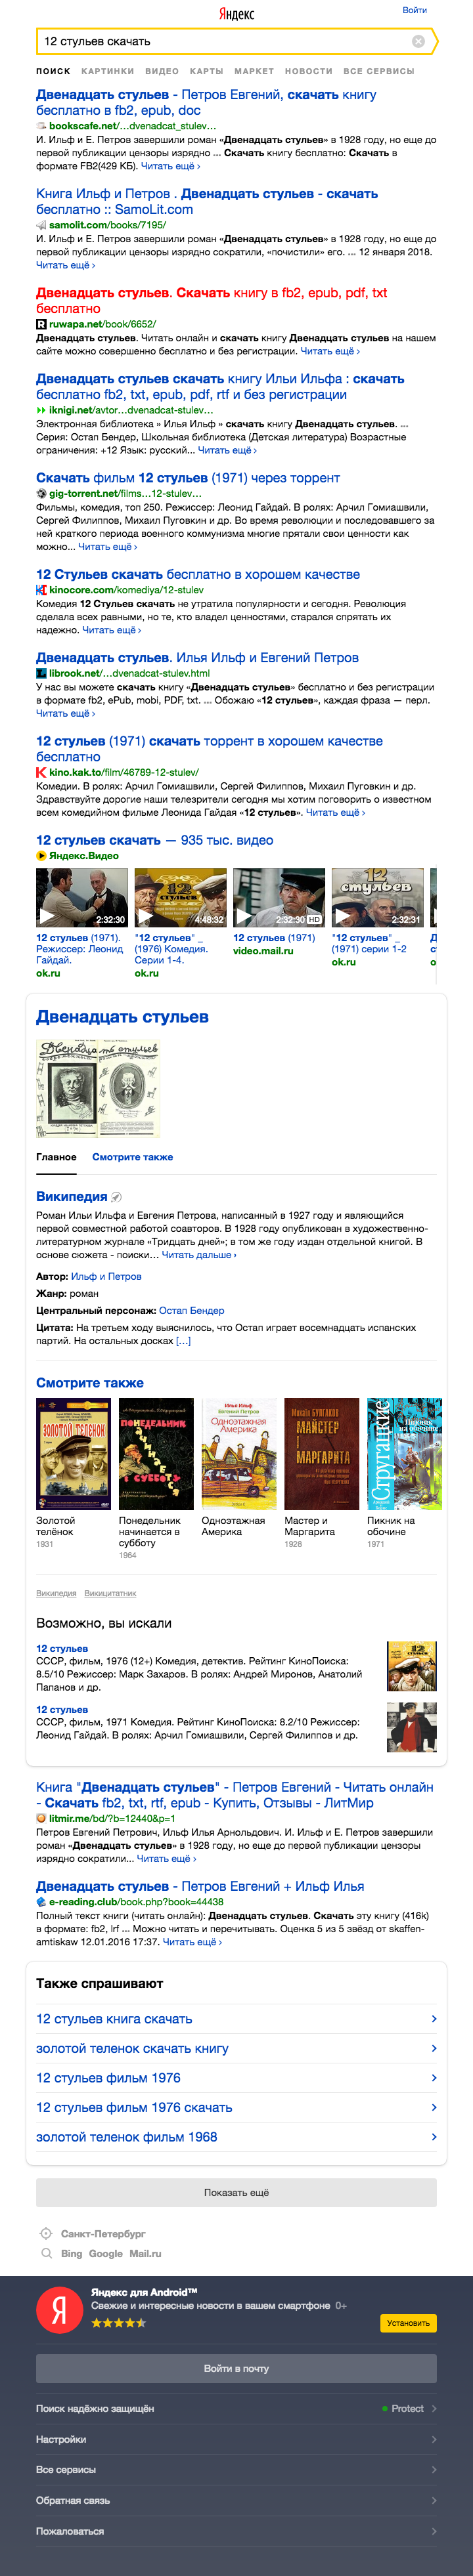 Яндекс
Войти
12 стульев скачать
ПОИСК КАРТИНКИ ВИДЕО КАРТЫ МАРКЕТ НОВОСТИ ВСЕ СЕРВИСЫ
Двенадцать стульев - Петров Евгений, скачать книгу
бесплатно в fb2, epub, doc
bookscafe.net/…dvenadcat_stulev…
И. Ильф и Е. Петров завершили роман «Двенадцать стульев» в 1928 году, но еще до
первой публикации цензоры изрядно ... Скачать книгу бесплатно: Скачать в
формате FB2(429 КБ). Читать ещё ›
Книга Ильф и Петров . Двенадцать стульев - скачать
бесплатно :: SamoLit.com
samolit.com/books/7195/
И. Ильф и Е. Петров завершили роман «Двенадцать стульев» в 1928 году, но еще до
первой публикации цензоры изрядно сократили, «почистили» его. ... 12 января 2018.
Читать ещё ›
Двенадцать стульев. Скачать книгу в fb2, epub, pdf, txt
бесплатно
ruwapa.net/book/6652/
Двенадцать стульев. Читать онлайн и скачать книгу Двенадцать стульев на нашем
сайте можно совершенно бесплатно и без регистрации. Читать ещё ›
Двенадцать стульев скачать книгу Ильи Ильфа : скачать
бесплатно fb2, txt, epub, pdf, rtf и без регистрации
iknigi.net/avtor…dvenadcat-stulev…
Электронная библиотека » Илья Ильф » скачать книгу Двенадцать стульев. ...
Серия: Остап Бендер, Школьная библиотека (Детская литература) Возрастные
ограничения: +12 Язык: русский... Читать ещё ›
Скачать фильм 12 стульев (1971) через торрент
gig-torrent.net/films…12-stulev…
Фильмы, комедия, топ 250. Режиссер: Леонид Гайдай. В ролях: Арчил Гомиашвили,
Сергей Филиппов, Михаил Пуговкин и др. Во время революции и последовавшего за
ней краткого периода военного коммунизма многие прятали свои ценности как
можно... Читать ещё ›
12 Стульев скачать бесплатно в хорошем качестве
kinocore.com/komediya/12-stulev
Комедия 12 Стульев скачать не утратила популярности и сегодня. Революция
сделала всех равными, но те, кто владел ценностями, старался спрятать их
надежно. Читать ещё ›
Двенадцать стульев. Илья Ильф и Евгений Петров
librook.net/…dvenadcat-stulev.html
У нас вы можете скачать книгу «Двенадцать стульев» бесплатно и без регистрации
в формате fb2, ePub, mobi, PDF, txt. ... Обожаю «12 стульев», каждая фраза — перл.
Читать ещё ›
12 стульев (1971) скачать торрент в хорошем качестве
бесплатно
kino.kak.to/film/46789-12-stulev/
Комедии. В ролях: Арчил Гомиашвили, Сергей Филиппов, Михаил Пуговкин и др.
Здравствуйте дорогие наши телезрители сегодня мы хотим поговорить о известном
всем комедийном фильме Леонида Гайдая «12 стульев». Читать ещё ›
12 стульев скачать — 935 тыс. видео
Яндекс.Видео
2:32:30 4:48:32 2:32:30 HD 2:32:31
12 стульев (1971).
Режиссер: Леонид
Гайдай.
ok.ru
"12 стульев" _
(1976) Комедия.
Серии 1-4.
ok.ru
12 стульев (1971)
video.mail.ru
"12 стульев" _
(1971) серии 1-2
ok.ru
Двенадцать стульев
Главное Смотрите также
Википедия
Роман Ильи Ильфа и Евгения Петрова, написанный в 1927 году и являющийся
первой совместной работой соавторов. В 1928 году опубликован в художественно-
литературном журнале «Тридцать дней»; в том же году издан отдельной книгой. В
основе сюжета - поиски… Читать дальше ›
Автор: Ильф и Петров
Жанр: роман
Центральный персонаж: Остап Бендер
Цитата: На третьем ходу выяснилось, что Остап играет восемнадцать испанских
партий. На остальных досках [...]
Смотрите также
Золотой
телёнок
1931
Понедельник
начинается в
субботу
1964
Одноэтажная
Америка
Мастер и
Маргарита
1928
Пикник на
обочине
1971
Википедия Викицитатник
Возможно, вы искали
12 стульев
СССР, фильм, 1976 (12+) Комедия, детектив. Рейтинг КиноПоиска:
8.5/10 Режиссер: Марк Захаров. В ролях: Андрей Миронов, Анатолий
Папанов и др.
12 стульев
СССР, фильм, 1971 Комедия. Рейтинг КиноПоиска: 8.2/10 Режиссер:
Леонид Гайдай. В ролях: Арчил Гомиашвили, Сергей Филиппов и др.
Книга "Двенадцать стульев" - Петров Евгений - Читать онлайн
- Скачать fb2, txt, rtf, epub - Купить, Отзывы - ЛитМир
litmir.me/bd/?b=12440&p=1
Петров Евгений Петрович, Ильф Илья Арнольдович. И. Ильф и Е. Петров завершили
роман «Двенадцать стульев» в 1928 году, но еще до первой публикации цензоры
изрядно сократили... Читать ещё ›
Двенадцать стульев - Петров Евгений + Ильф Илья
e-reading.club/book.php?book=44438
Полный текст книги (читать онлайн): Двенадцать стульев. Скачать эту книгу (416k)
в формате: fb2, lrf ... Можно читать и перечитывать. Оценка 5 из 5 звёзд от skaffen-
amtiskaw 12.01.2016 17:37. Читать ещё ›
Также спрашивают
12 стульев книга скачать
золотой теленок скачать книгу
12 стульев фильм 1976
12 стульев фильм 1976 скачать
золотой теленок фильм 1968
Показать ещё
Санкт-Петербург
Bing Google Mail.ru
Яндекс для Android™
Свежие и интересные новости в вашем смартфоне 0+
Установить
Войти в почту
Поиск надёжно защищён Protect
Настройки
Все сервисы
Обратная связь
Пожаловаться